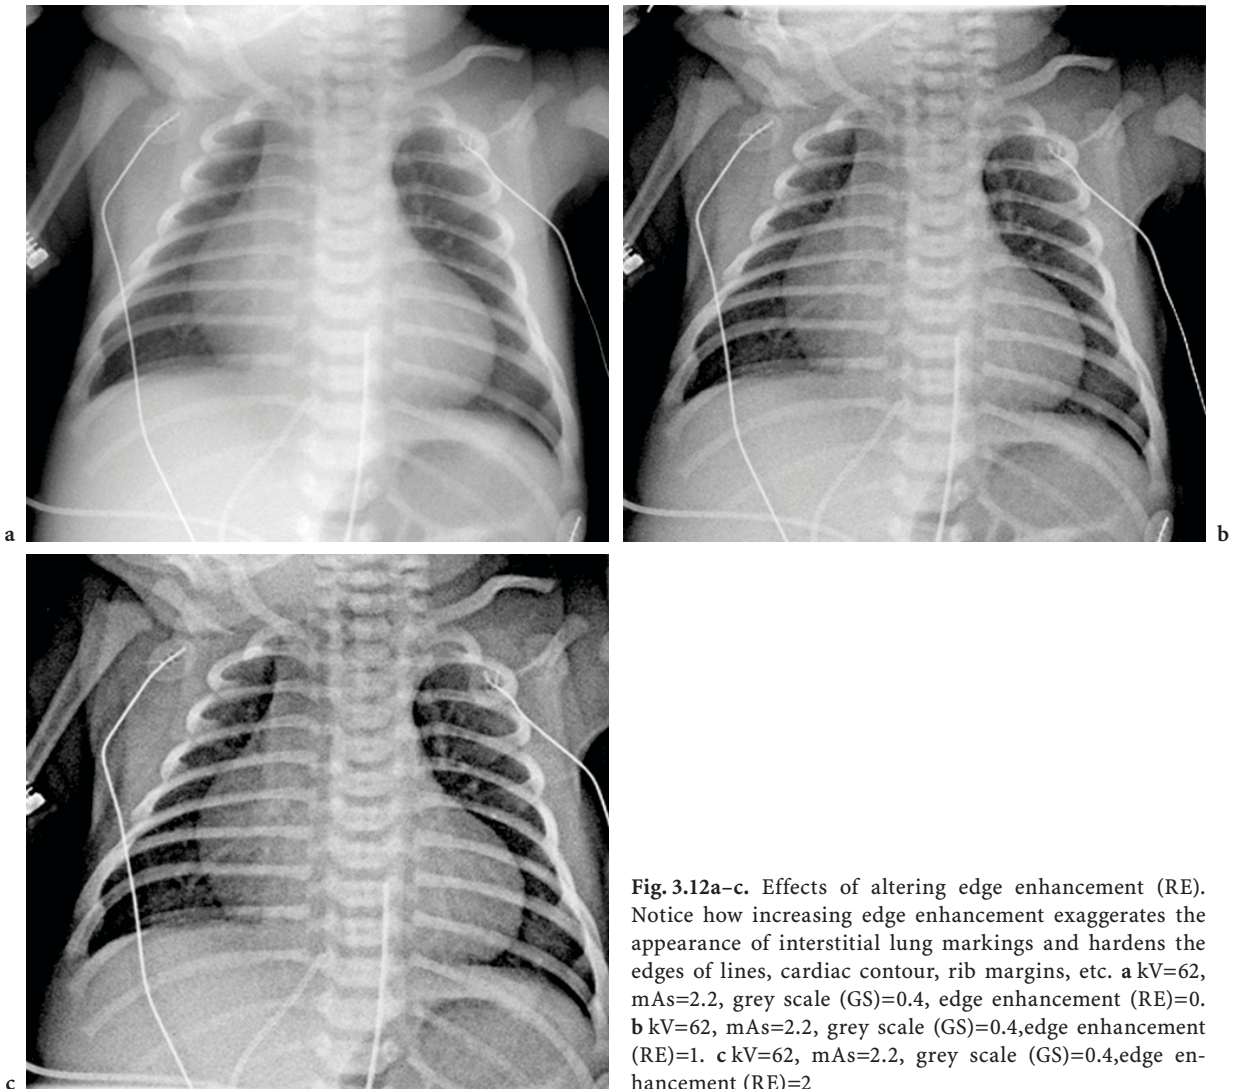 a
b
c
Fig. 3.12a–c. Effects of altering edge enhancement (RE).
Notice how increasing edge enhancement exaggerates the
appearance of interstitial lung markings and hardens the
edges of lines, cardiac contour, rib margins, etc. a kV=62,
mAs=2.2, grey scale (GS)=0.4, edge enhancement (RE)=0.
b kV=62, mAs=2.2, grey scale (GS)=0.4,edge enhancement
(RE)=1. c kV=62, mAs=2.2, grey scale (GS)=0.4,edge en-
hancement (RE)=2